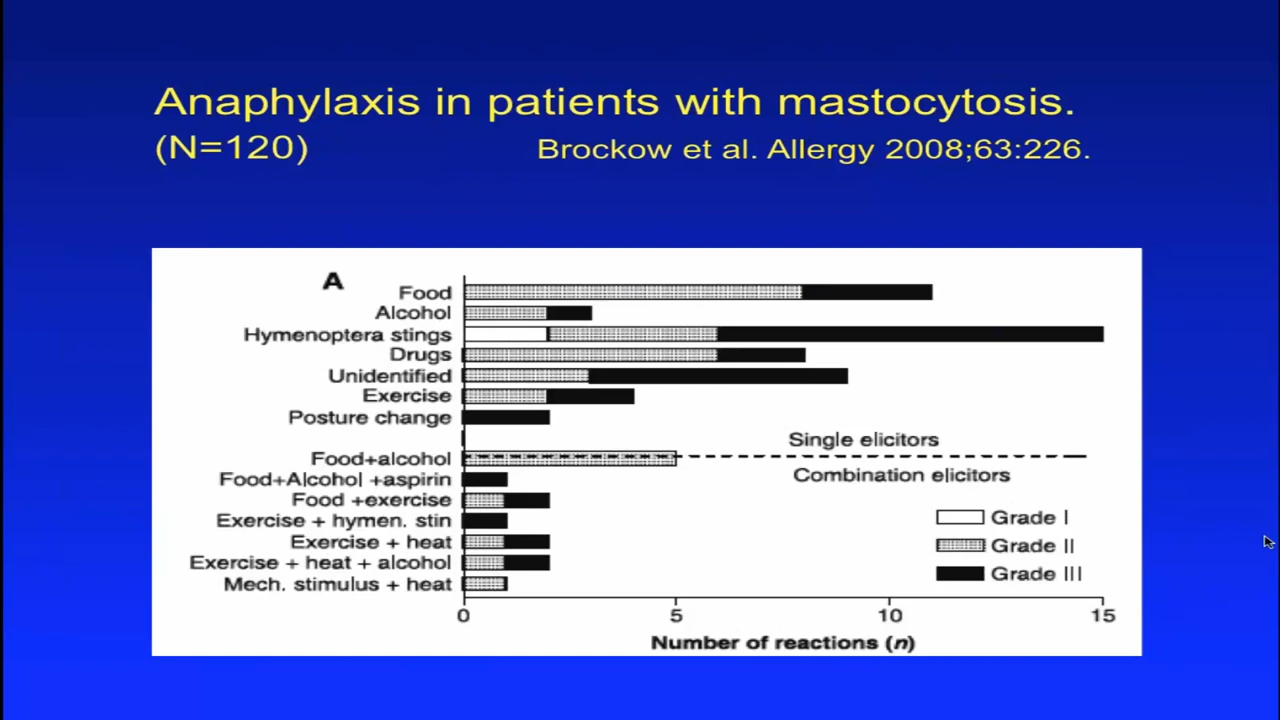 Anaphylaxis in patients with mastocytosis.
(N=120) Brockow et al. Allergy 2008;63:226.
A
Food
Alcohol
Hymenoptera stings
Drugs
Unidentified
Exercise
Posture change
Single elicitors
Food+alcohol
Combination elicitors
Food+Alcohol +aspirin
Food +exercise
Exercise + hymen. stin
Exercise + heat
Exercise + heat + alcohol
Mech. stimulus + heat
Grade I
Grade II
Grade III
0 5 10 15
Number of reactions (n)